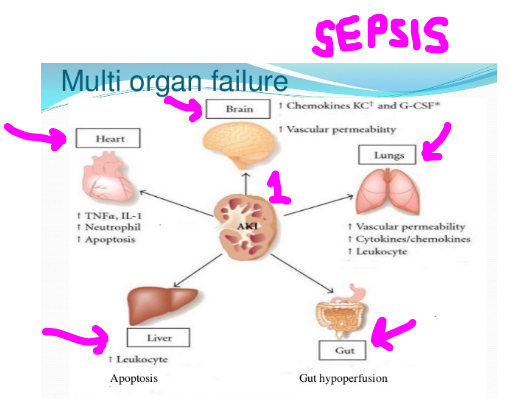 SEPSIS
Multi organ failure
Brain
↑ Chemokines KC† and G-CSF*
↑ Vascular permeability
Heart
Lungs
1
AKI
↑ TNFα, IL-1
↑ Neutrophil
↑ Apoptosis
↑ Vascular permeability
↑ Cytokines/chemokines
↑ Leukocyte
Liver
Gut
↑ Leukocyte
Apoptosis
Gut hypoperfusion